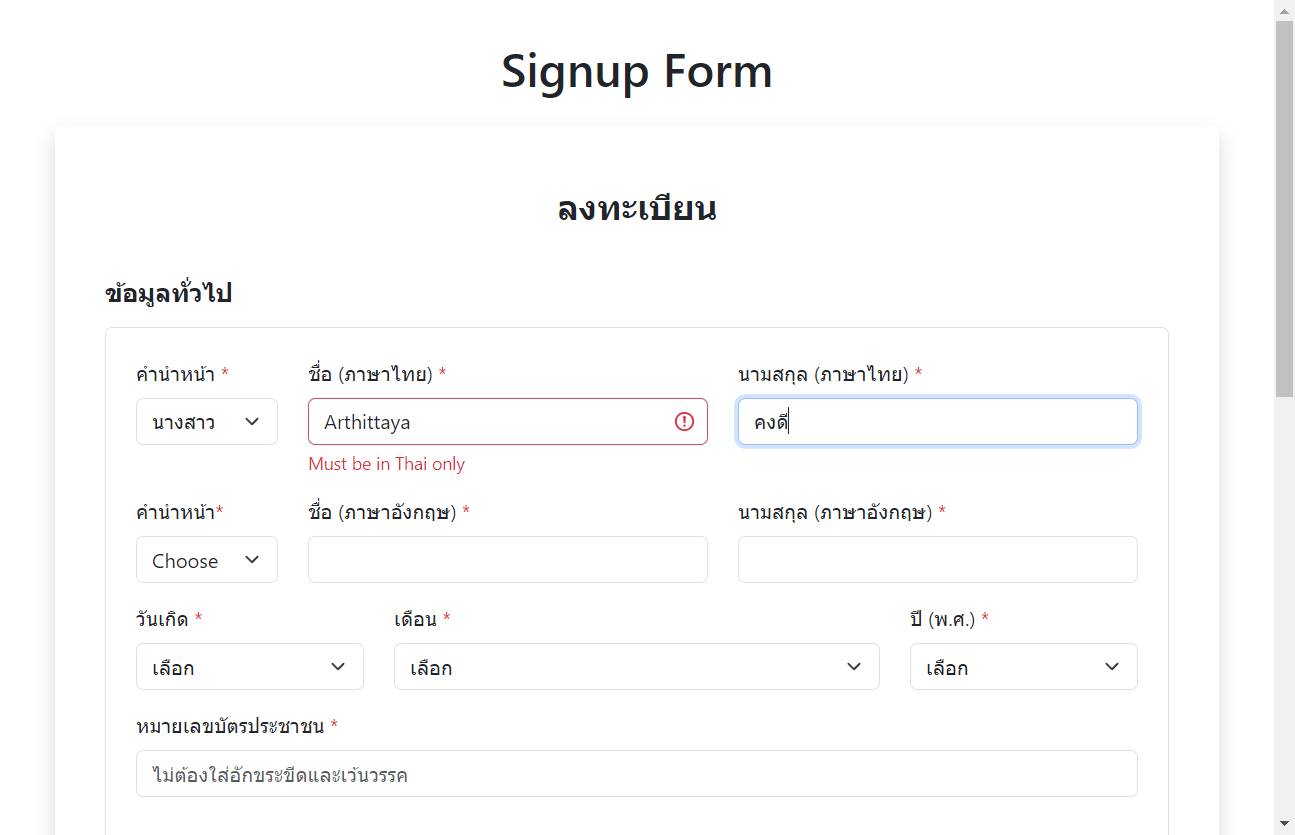 Signup Form
ลงทะเบียน
ข้อมูลทั่วไป
คำนำหน้า * ชื่อ (ภาษาไทย) * นามสกุล (ภาษาไทย) *
นางสาว Arthittaya คงดี
Must be in Thai only
คำนำหน้า* ชื่อ (ภาษาอังกฤษ) * นามสกุล (ภาษาอังกฤษ) *
Choose
วันเกิด * เดือน * ปี (พ.ศ.) *
เลือก เลือก เลือก
หมายเลขบัตรประชาชน *
ไม่ต้องใส่อักขระขีดและเว้นวรรค